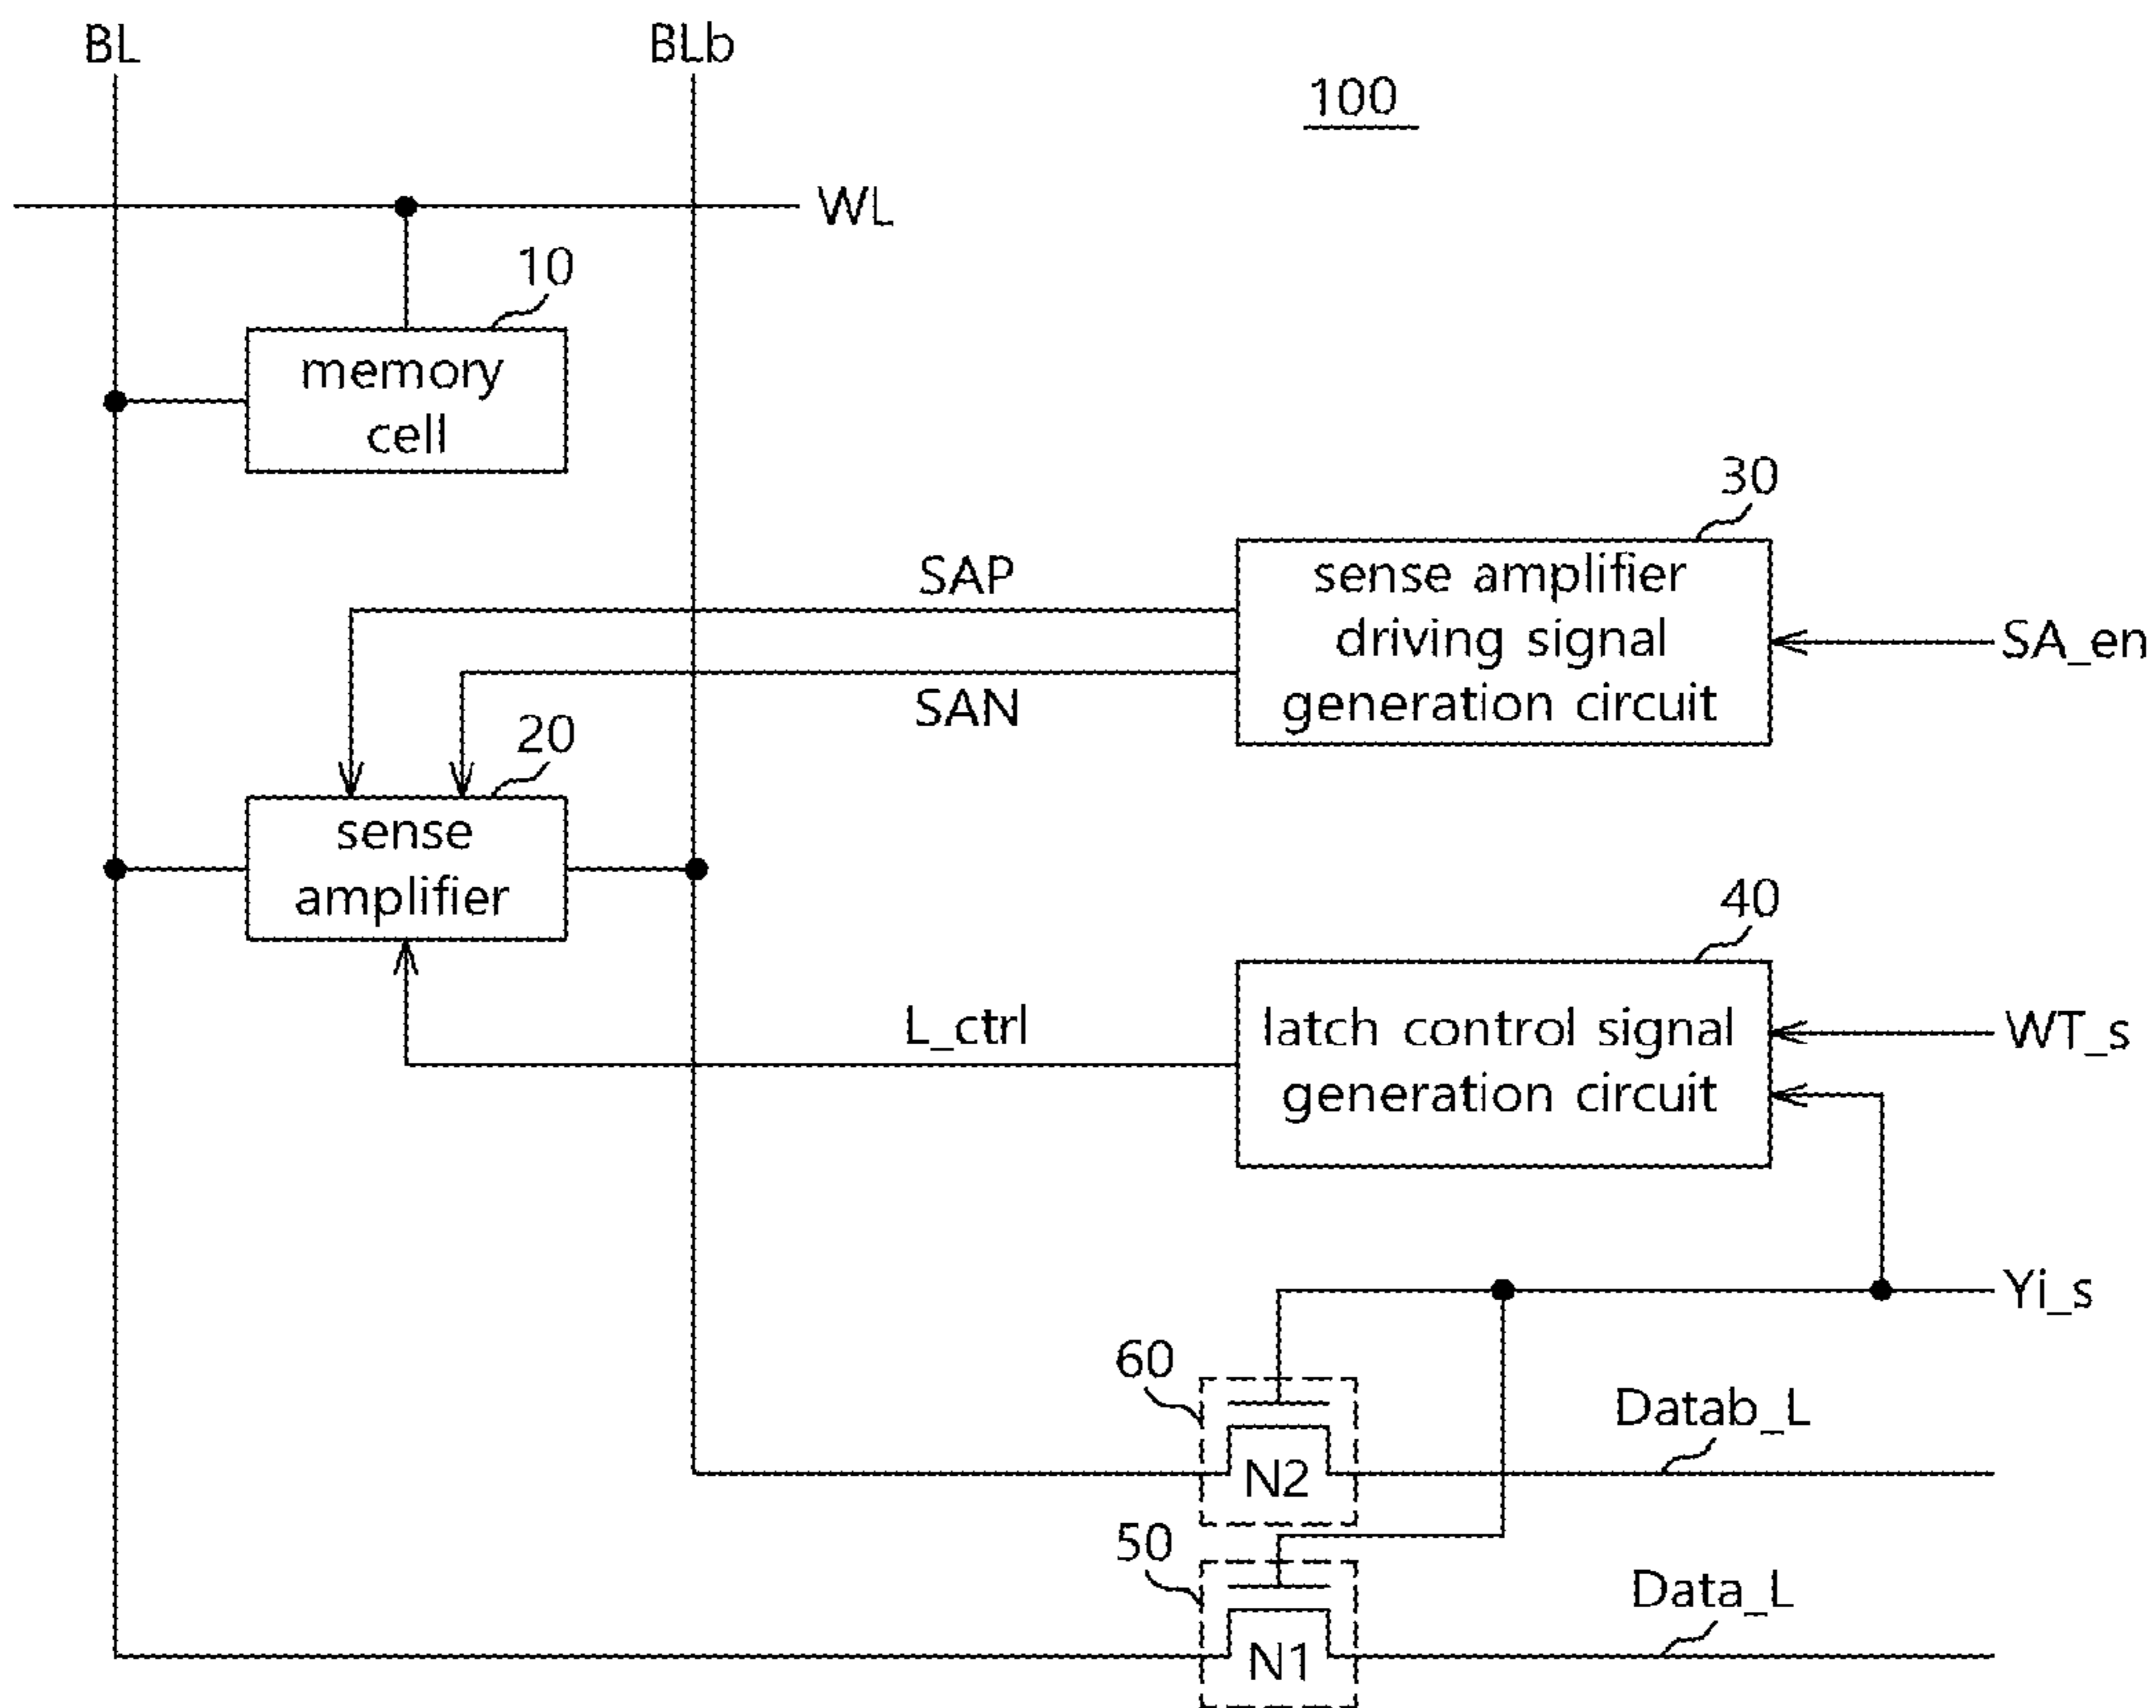 BL
BLb
100
WL
10
memory
cell
30
SAP
sense amplifier
driving signal
generation circuit
SA_en
SAN
20
sense
amplifier
40
L_ctrl
latch control signal
generation circuit
WT_s
Yi_s
60
Datab_L
N2
50
Data_L
N1